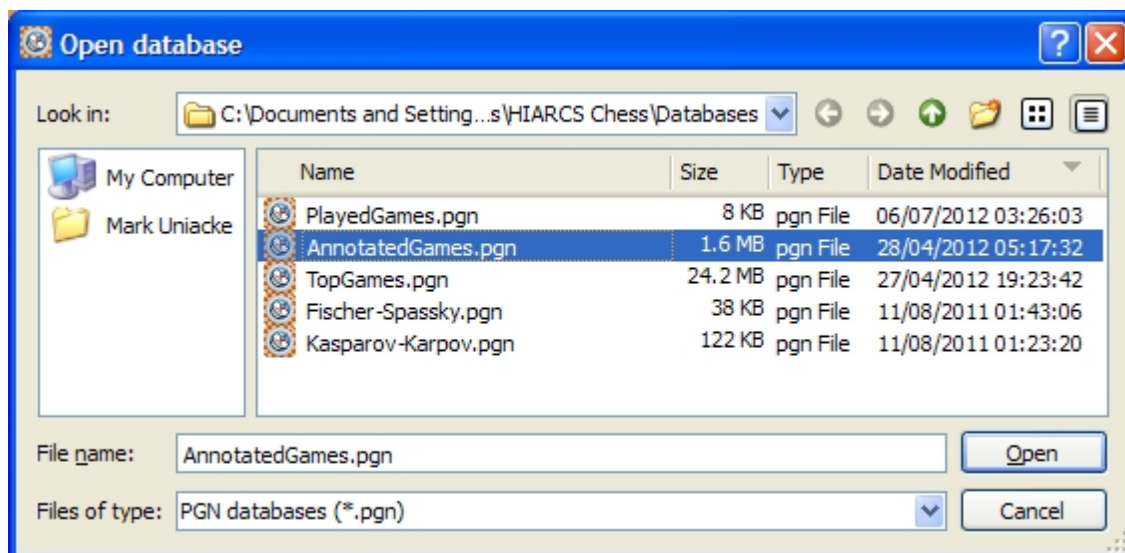 Open database
Look in: C:\Documents and Setting...s\HIARCS Chess\Databases
My Computer
Mark Uniacke
Name Size Type Date Modified
PlayedGames.pgn 8 KB pgn File 06/07/2012 03:26:03
AnnotatedGames.pgn 1.6 MB pgn File 28/04/2012 05:17:32
TopGames.pgn 24.2 MB pgn File 27/04/2012 19:23:42
Fischer-Spassky.pgn 38 KB pgn File 11/08/2011 01:43:06
Kasparov-Karpov.pgn 122 KB pgn File 11/08/2011 01:23:20
File name: AnnotatedGames.pgn Open
Files of type: PGN databases (*.pgn) Cancel